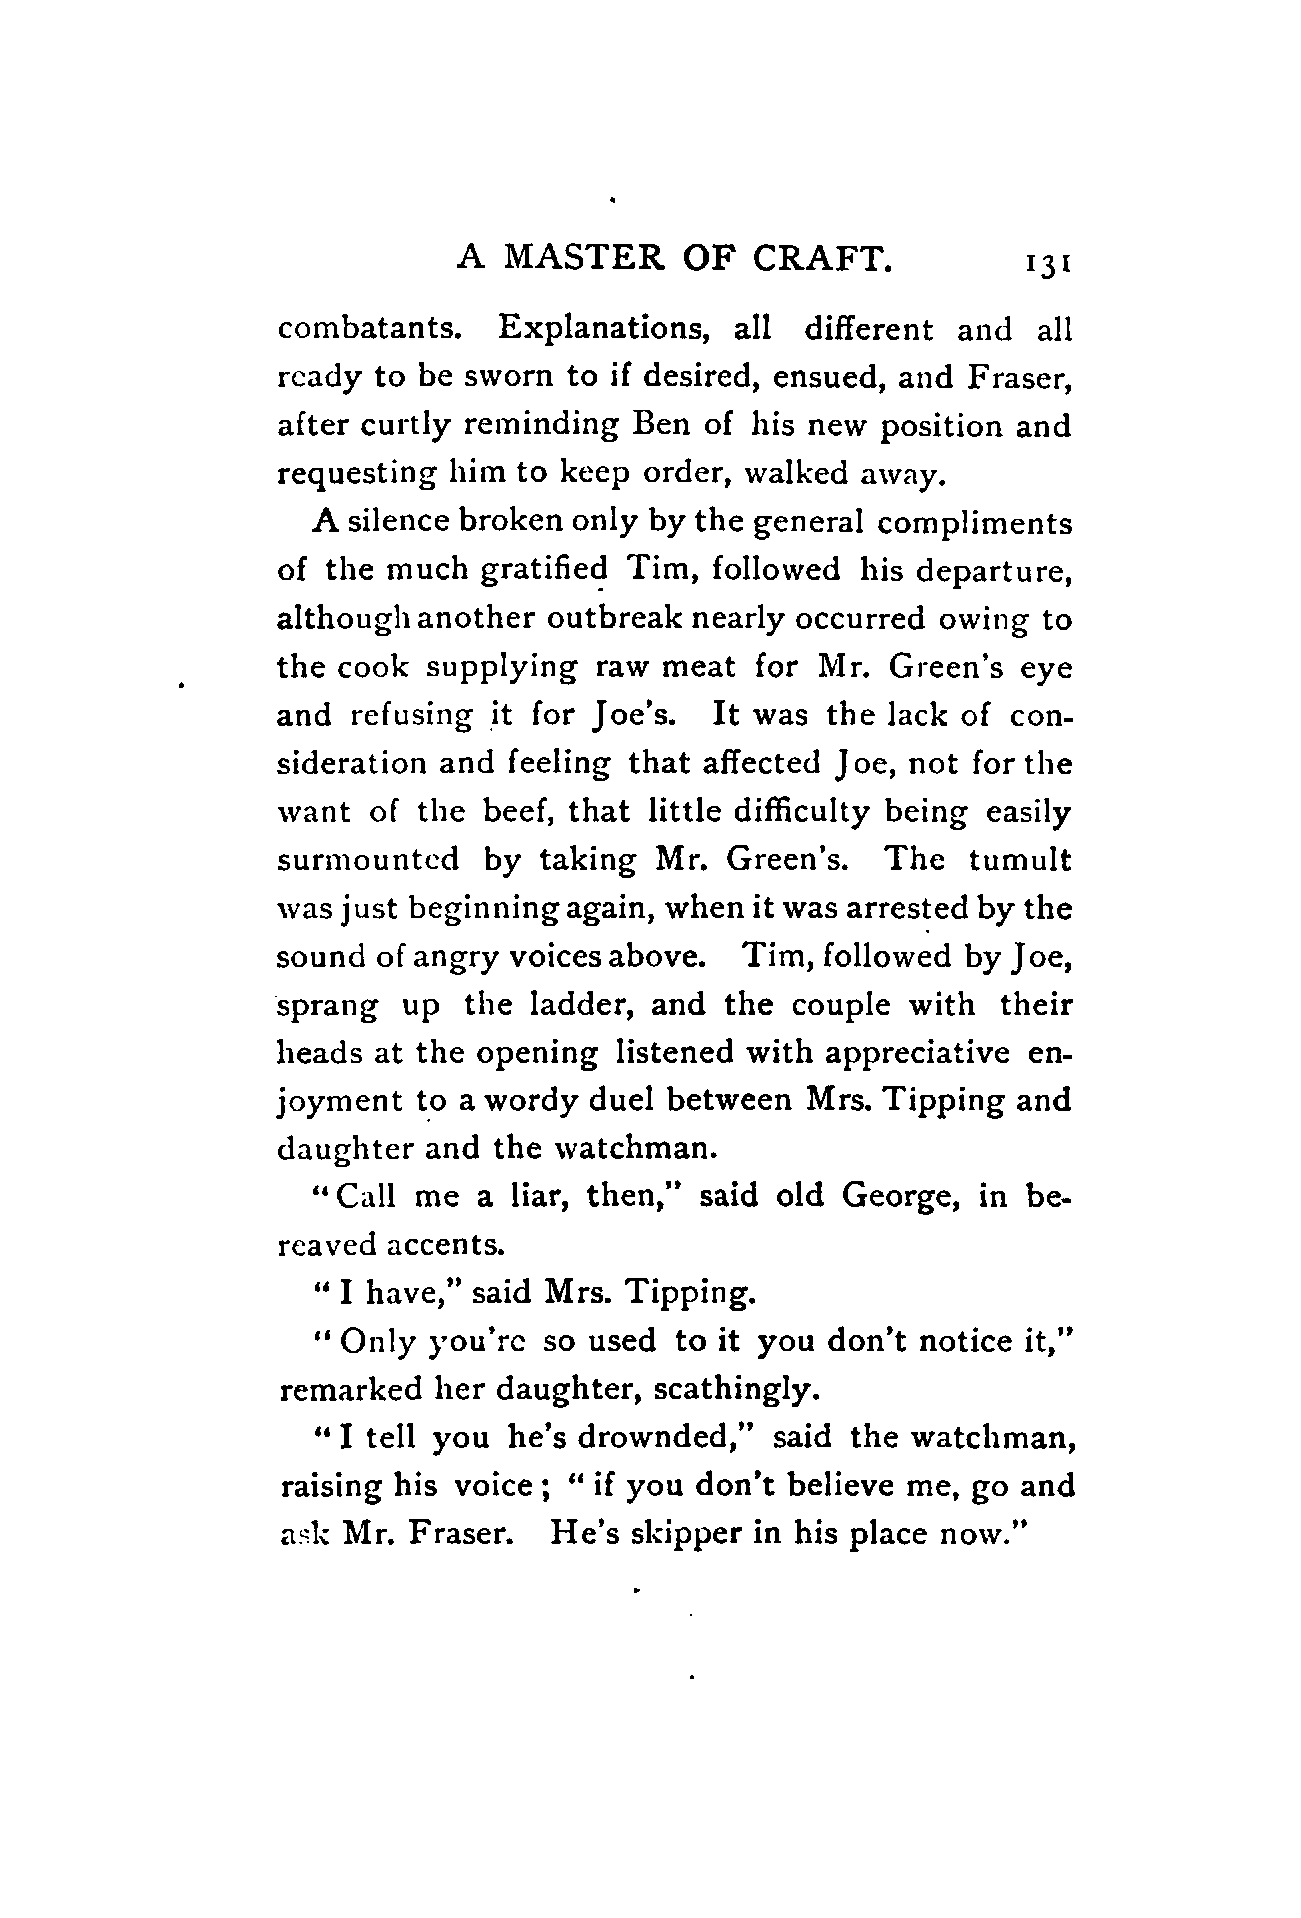 A MASTER OF CRAFT. 131
combatants. Explanations, all different and all
ready to be sworn to if desired, ensued, and Fraser,
after curtly reminding Ben of his new position and
requesting him to keep order, walked away.
A silence broken only by the general compliments
of the much gratified Tim, followed his departure,
although another outbreak nearly occurred owing to
the cook supplying raw meat for Mr. Green's eye
and refusing it for Joe's. It was the lack of con-
sideration and feeling that affected Joe, not for the
want of the beef, that little difficulty being easily
surmounted by taking Mr. Green's. The tumult
was just beginning again, when it was arrested by the
sound of angry voices above. Tim, followed by Joe,
sprang up the ladder, and the couple with their
heads at the opening listened with appreciative en-
joyment to a wordy duel between Mrs. Tipping and
daughter and the watchman.
"Call me a liar, then," said old George, in be-
reaved accents.
"I have," said Mrs. Tipping.
"Only you're so used to it you don't notice it,"
remarked her daughter, scathingly.
"I tell you he's drownded," said the watchman,
raising his voice; "if you don't believe me, go and
ask Mr. Fraser. He's skipper in his place now."